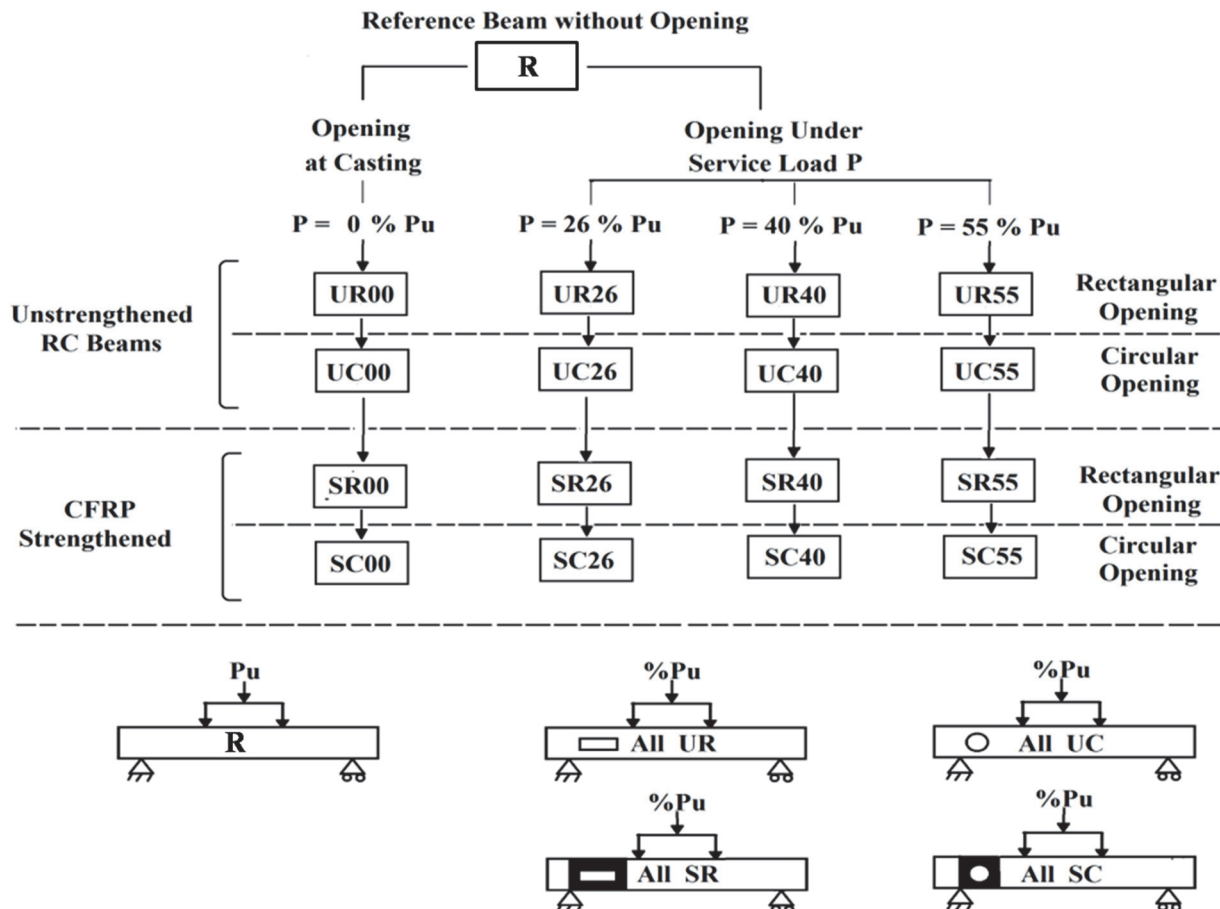 Reference Beam without Opening
R
Opening
at Casting
Opening Under
Service Load P
P = 0 % Pu
P = 26 % Pu
P = 40 % Pu
P = 55 % Pu
Unstrengthened
RC Beams
UR00
UR26
UR40
UR55
Rectangular
Opening
UC00
UC26
UC40
UC55
Circular
Opening
CFRP
Strengthened
SR00
SR26
SR40
SR55
Rectangular
Opening
SC00
SC26
SC40
SC55
Circular
Opening
Pu
R
%Pu
All UR
%Pu
All UC
%Pu
All SR
%Pu
All SC